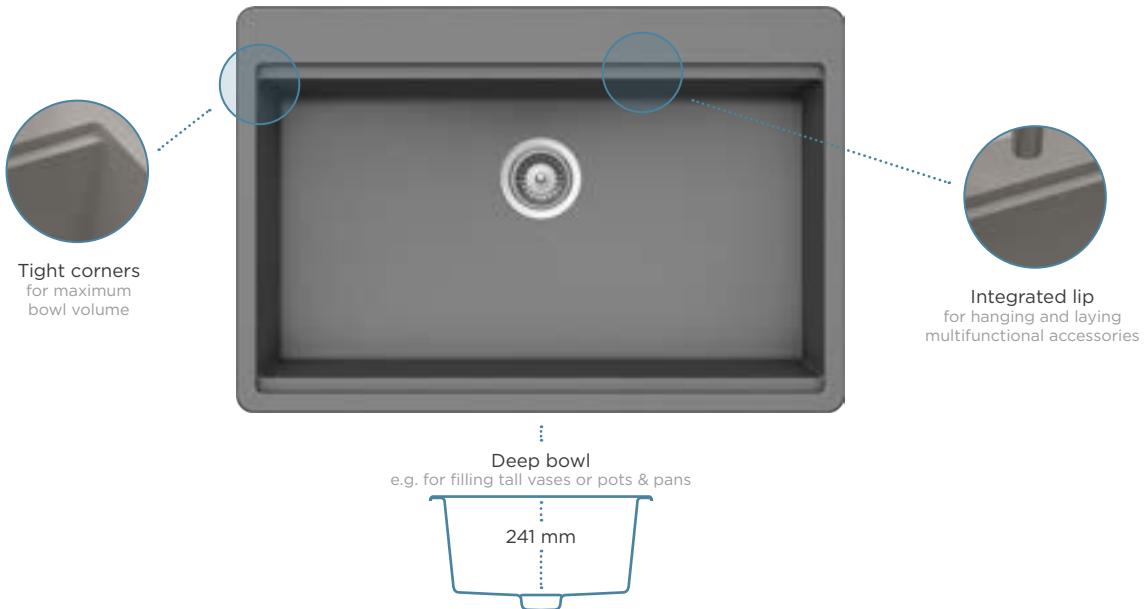 Tight corners
for maximum
bowl volume
Integrated lip
for hanging and laying
multifunctional accessories
Deep bowl
e.g. for filling tall vases or pots & pans
241 mm